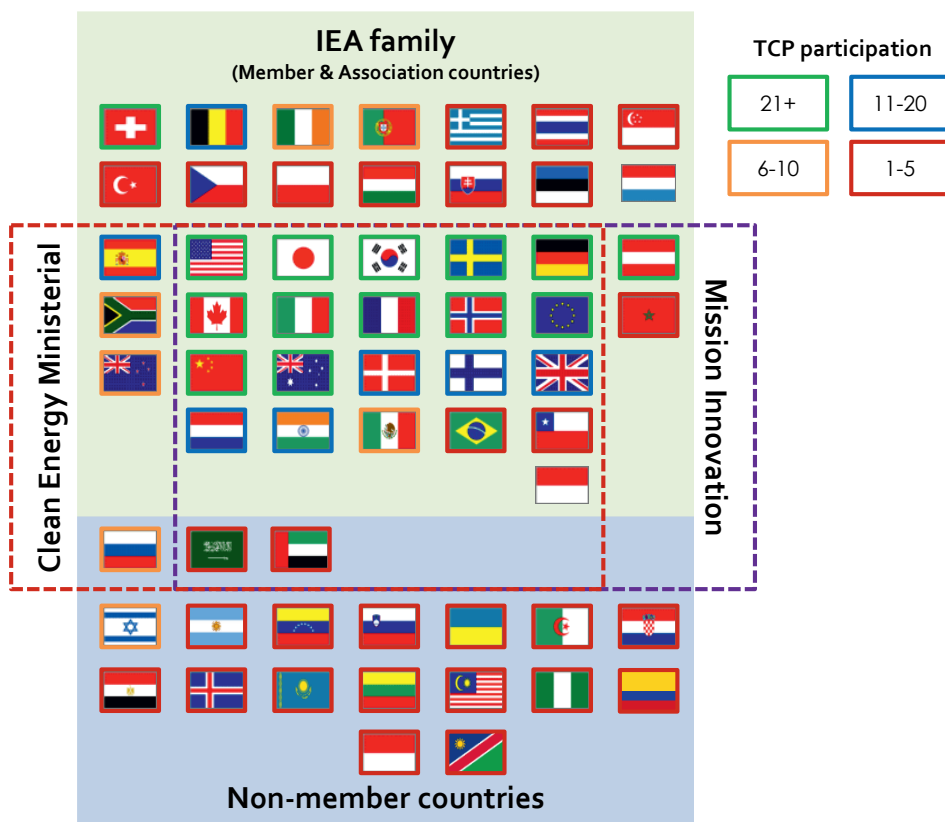 IEA family
(Member & Association countries)
TCP participation
21+
11-20
6-10
1-5
Clean Energy Ministerial
Mission Innovation
Non-member countries